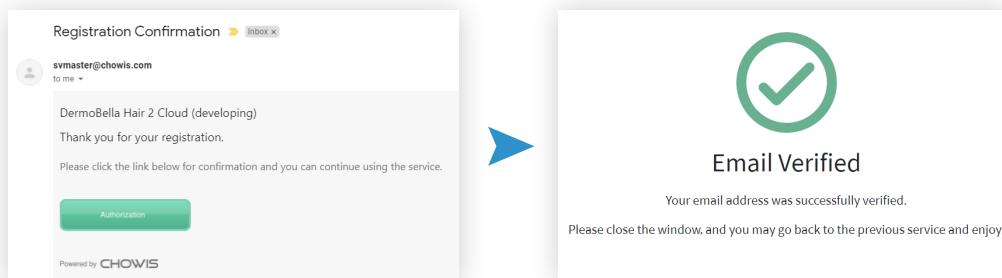 Registration Confirmation Inbox x
svmaster@chowis.com
to me
DermoBella Hair 2 Cloud (developing)
Thank you for your registration.
Please click the link below for confirmation and you can continue using the service.
Authorization
Powered by CHOWIS
Email Verified
Your email address was successfully verified.
Please close the window, and you may go back to the previous service and enjoy